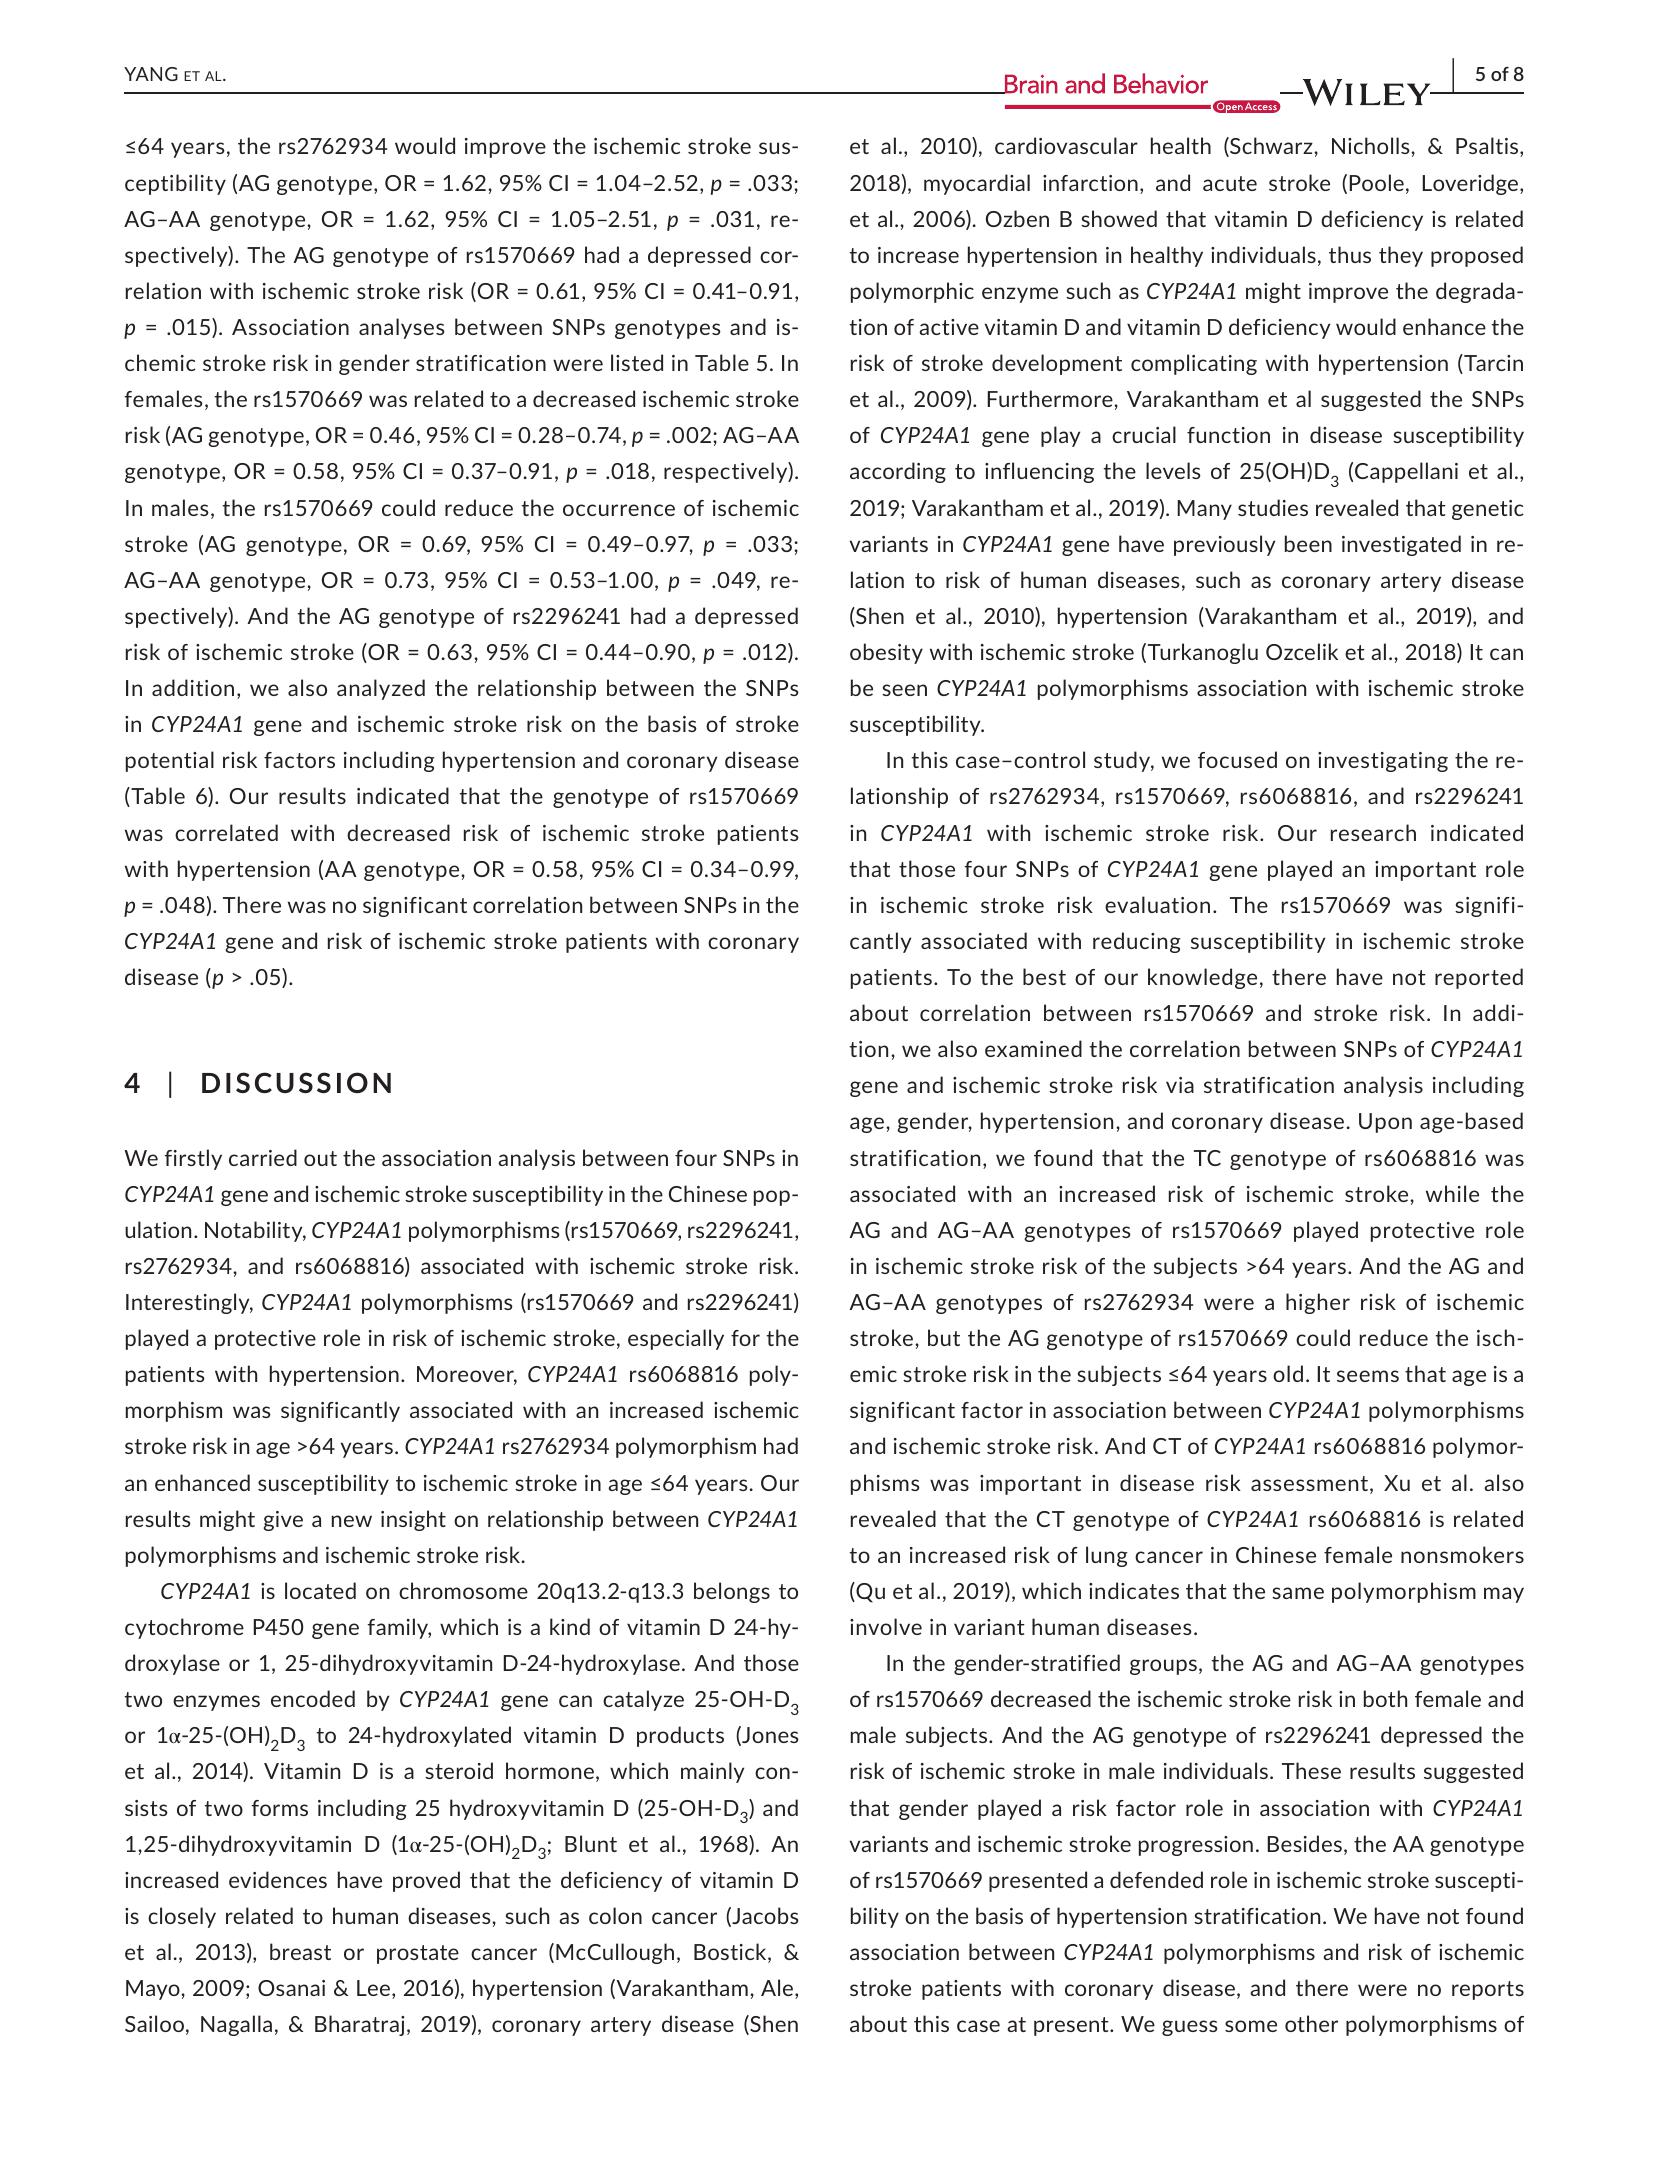 YANG ET AL.
Brain and Behavior
Open Access
WILEY
5 of 8
≤64 years, the rs2762934 would improve the ischemic stroke sus-
ceptibility (AG genotype, OR = 1.62, 95% CI = 1.04–2.52, p = .033;
AG–AA genotype, OR = 1.62, 95% CI = 1.05–2.51, p = .031, re-
spectively). The AG genotype of rs1570669 had a depressed cor-
relation with ischemic stroke risk (OR = 0.61, 95% CI = 0.41–0.91,
p = .015). Association analyses between SNPs genotypes and is-
chemic stroke risk in gender stratification were listed in Table 5. In
females, the rs1570669 was related to a decreased ischemic stroke
risk (AG genotype, OR = 0.46, 95% CI = 0.28–0.74, p = .002; AG–AA
genotype, OR = 0.58, 95% CI = 0.37–0.91, p = .018, respectively).
In males, the rs1570669 could reduce the occurrence of ischemic
stroke (AG genotype, OR = 0.69, 95% CI = 0.49–0.97, p = .033;
AG–AA genotype, OR = 0.73, 95% CI = 0.53–1.00, p = .049, re-
spectively). And the AG genotype of rs2296241 had a depressed
risk of ischemic stroke (OR = 0.63, 95% CI = 0.44–0.90, p = .012).
In addition, we also analyzed the relationship between the SNPs
in CYP24A1 gene and ischemic stroke risk on the basis of stroke
potential risk factors including hypertension and coronary disease
(Table 6). Our results indicated that the genotype of rs1570669
was correlated with decreased risk of ischemic stroke patients
with hypertension (AA genotype, OR = 0.58, 95% CI = 0.34–0.99,
p = .048). There was no significant correlation between SNPs in the
CYP24A1 gene and risk of ischemic stroke patients with coronary
disease (p > .05).
4 | DISCUSSION
We firstly carried out the association analysis between four SNPs in
CYP24A1 gene and ischemic stroke susceptibility in the Chinese pop-
ulation. Notability, CYP24A1 polymorphisms (rs1570669, rs2296241,
rs2762934, and rs6068816) associated with ischemic stroke risk.
Interestingly, CYP24A1 polymorphisms (rs1570669 and rs2296241)
played a protective role in risk of ischemic stroke, especially for the
patients with hypertension. Moreover, CYP24A1 rs6068816 poly-
morphism was significantly associated with an increased ischemic
stroke risk in age >64 years. CYP24A1 rs2762934 polymorphism had
an enhanced susceptibility to ischemic stroke in age ≤64 years. Our
results might give a new insight on relationship between CYP24A1
polymorphisms and ischemic stroke risk.
CYP24A1 is located on chromosome 20q13.2-q13.3 belongs to
cytochrome P450 gene family, which is a kind of vitamin D 24-hy-
droxylase or 1, 25-dihydroxyvitamin D-24-hydroxylase. And those
two enzymes encoded by CYP24A1 gene can catalyze 25-OH-D3
or 1α-25-(OH)2D3 to 24-hydroxylated vitamin D products (Jones
et al., 2014). Vitamin D is a steroid hormone, which mainly con-
sists of two forms including 25 hydroxyvitamin D (25-OH-D3) and
1,25-dihydroxyvitamin D (1α-25-(OH)2D3; Blunt et al., 1968). An
increased evidences have proved that the deficiency of vitamin D
is closely related to human diseases, such as colon cancer (Jacobs
et al., 2013), breast or prostate cancer (McCullough, Bostick, &
Mayo, 2009; Osanai & Lee, 2016), hypertension (Varakantham, Ale,
Sailoo, Nagalla, & Bharatraj, 2019), coronary artery disease (Shen
et al., 2010), cardiovascular health (Schwarz, Nicholls, & Psaltis,
2018), myocardial infarction, and acute stroke (Poole, Loveridge,
et al., 2006). Ozben B showed that vitamin D deficiency is related
to increase hypertension in healthy individuals, thus they proposed
polymorphic enzyme such as CYP24A1 might improve the degrada-
tion of active vitamin D and vitamin D deficiency would enhance the
risk of stroke development complicating with hypertension (Tarcin
et al., 2009). Furthermore, Varakantham et al suggested the SNPs
of CYP24A1 gene play a crucial function in disease susceptibility
according to influencing the levels of 25(OH)D3 (Cappellani et al.,
2019; Varakantham et al., 2019). Many studies revealed that genetic
variants in CYP24A1 gene have previously been investigated in re-
lation to risk of human diseases, such as coronary artery disease
(Shen et al., 2010), hypertension (Varakantham et al., 2019), and
obesity with ischemic stroke (Turkanoglu Ozcelik et al., 2018) It can
be seen CYP24A1 polymorphisms association with ischemic stroke
susceptibility.
In this case–control study, we focused on investigating the re-
lationship of rs2762934, rs1570669, rs6068816, and rs2296241
in CYP24A1 with ischemic stroke risk. Our research indicated
that those four SNPs of CYP24A1 gene played an important role
in ischemic stroke risk evaluation. The rs1570669 was signifi-
cantly associated with reducing susceptibility in ischemic stroke
patients. To the best of our knowledge, there have not reported
about correlation between rs1570669 and stroke risk. In addi-
tion, we also examined the correlation between SNPs of CYP24A1
gene and ischemic stroke risk via stratification analysis including
age, gender, hypertension, and coronary disease. Upon age-based
stratification, we found that the TC genotype of rs6068816 was
associated with an increased risk of ischemic stroke, while the
AG and AG–AA genotypes of rs1570669 played protective role
in ischemic stroke risk of the subjects >64 years. And the AG and
AG–AA genotypes of rs2762934 were a higher risk of ischemic
stroke, but the AG genotype of rs1570669 could reduce the isch-
emic stroke risk in the subjects ≤64 years old. It seems that age is a
significant factor in association between CYP24A1 polymorphisms
and ischemic stroke risk. And CT of CYP24A1 rs6068816 polymor-
phisms was important in disease risk assessment, Xu et al. also
revealed that the CT genotype of CYP24A1 rs6068816 is related
to an increased risk of lung cancer in Chinese female nonsmokers
(Qu et al., 2019), which indicates that the same polymorphism may
involve in variant human diseases.
In the gender-stratified groups, the AG and AG–AA genotypes
of rs1570669 decreased the ischemic stroke risk in both female and
male subjects. And the AG genotype of rs2296241 depressed the
risk of ischemic stroke in male individuals. These results suggested
that gender played a risk factor role in association with CYP24A1
variants and ischemic stroke progression. Besides, the AA genotype
of rs1570669 presented a defended role in ischemic stroke suscepti-
bility on the basis of hypertension stratification. We have not found
association between CYP24A1 polymorphisms and risk of ischemic
stroke patients with coronary disease, and there were no reports
about this case at present. We guess some other polymorphisms of